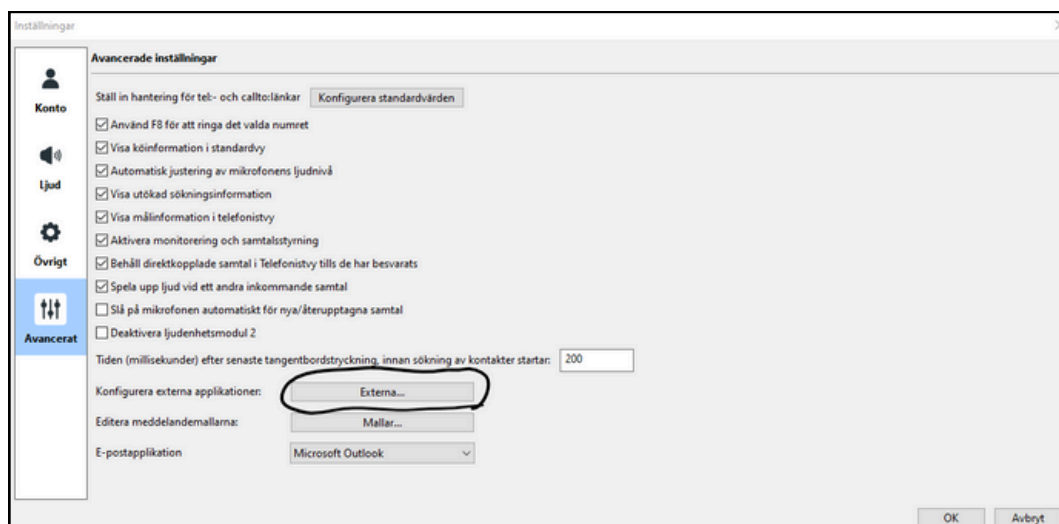 Inställningar
Avancerade inställningar
Konto
Ljud
Övrigt
Avancerat
Ställ in hantering för tel:- och callto:länkar Konfigurera standardvärden
Använd F8 för att ringa det valda numret
Visa köinformation i standardvy
Automatisk justering av mikrofonens ljudnivå
Visa utökad sökningsinformation
Visa målinformation i telefonistvy
Aktivera monitorering och samtalsstyrning
Behåll direktkopplade samtal i Telefonistvy tills de har besvarats
Spela upp ljud vid ett andra inkommande samtal
Slå på mikrofonen automatiskt för nya/återupptagna samtal
Deaktivera ljudenhetsmodul 2
Tiden (millisekunder) efter senaste tangentbordstryckning, innan sökning av kontakter startar: 200
Konfigurera externa applikationer: Externa...
Editera meddelandemallarna: Mallar...
E-postapplikation Microsoft Outlook
OK Avbryt